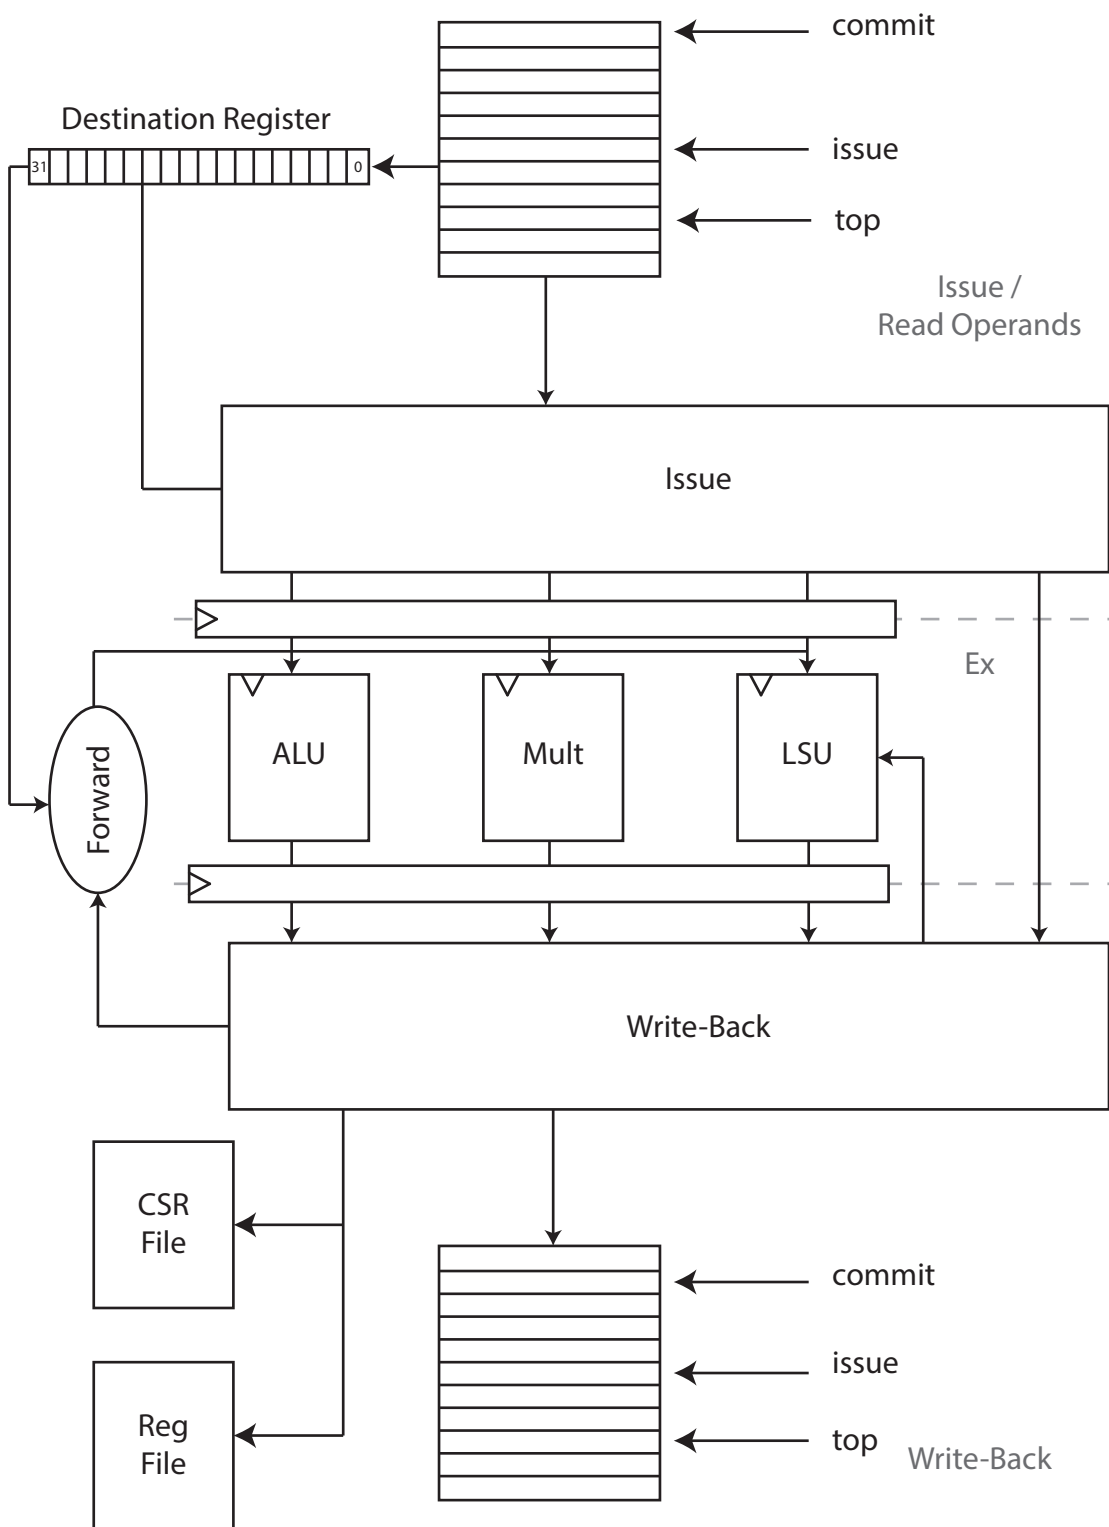 commit
Destination Register
31
0
issue
top
Issue /
Read Operands
Issue
Ex
ALU
Mult
LSU
Forward
Write-Back
CSR
File
commit
issue
Reg
File
top
Write-Back